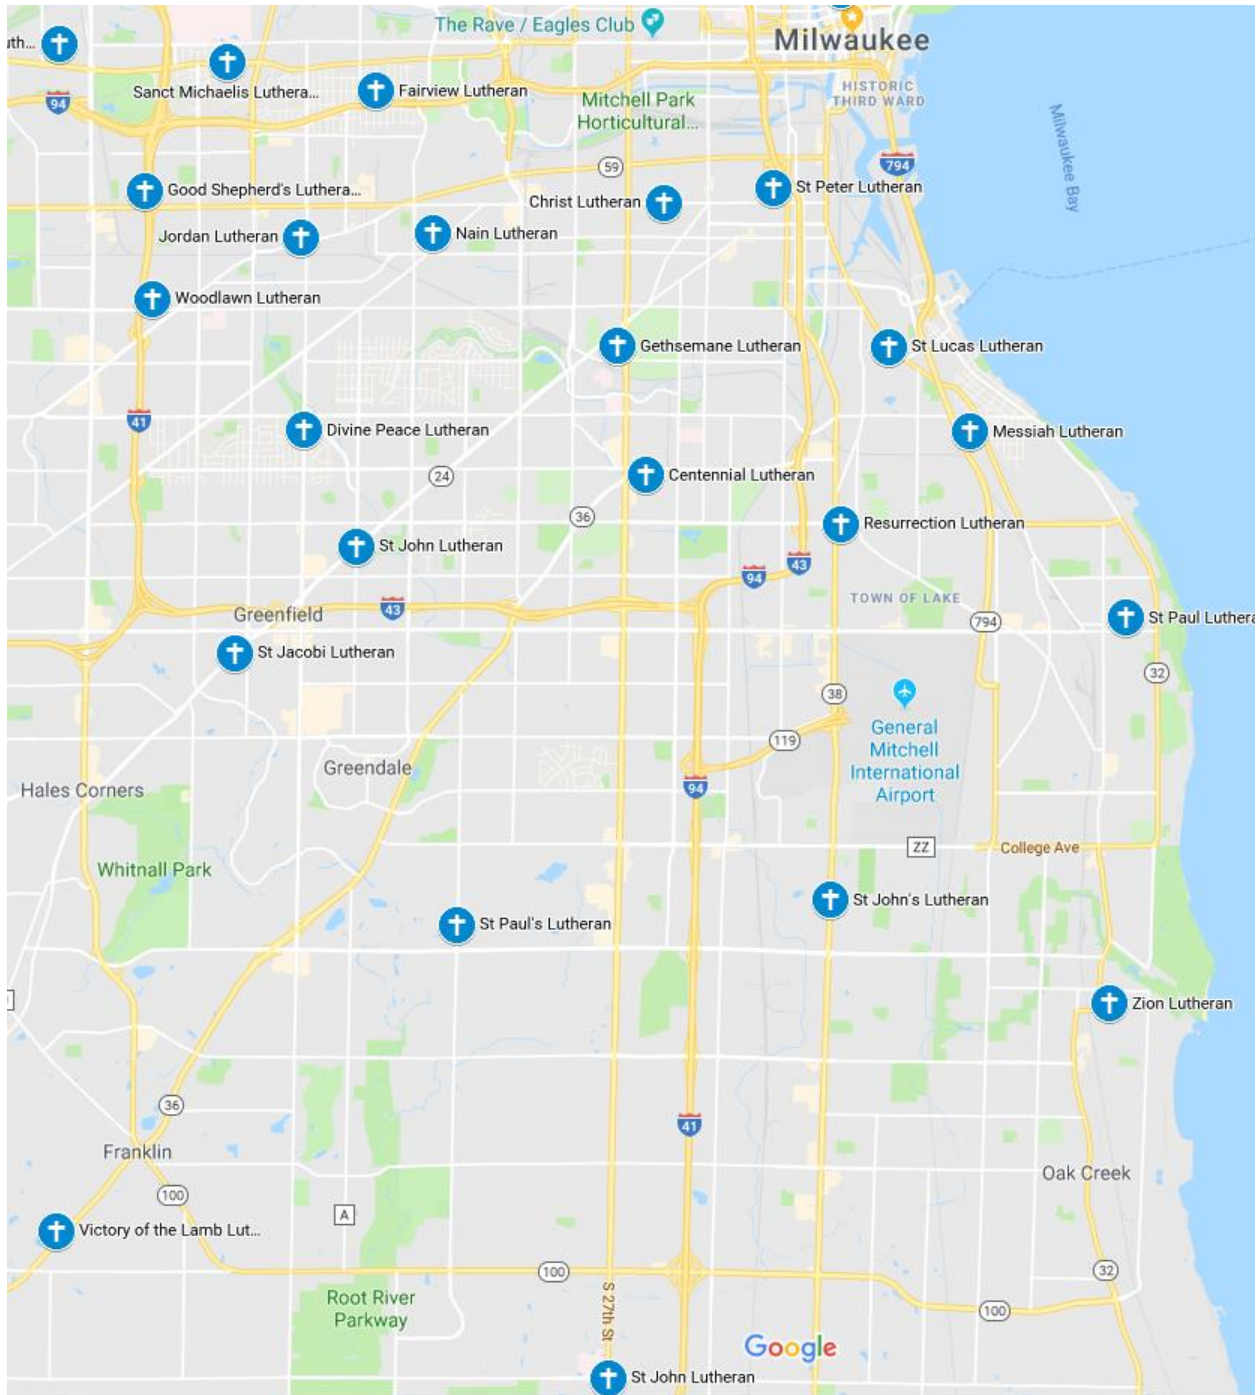 The Rave / Eagles Club
Milwaukee
uth...
94
Sanct Michaelis Luthera...
Fairview Lutheran
HISTORIC
THIRD WARD
Mitchell Park
Horticultural...
Milwaukee Bay
59
794
Good Shepherd's Luthera...
St Peter Lutheran
Christ Lutheran
Jordan Lutheran
Nain Lutheran
Woodlawn Lutheran
Gethsemane Lutheran
St Lucas Lutheran
41
Divine Peace Lutheran
Messiah Lutheran
24
Centennial Lutheran
36
Resurrection Lutheran
St John Lutheran
94
43
TOWN OF LAKE
Greenfield
43
794
St Paul Luthera
St Jacobi Lutheran
32
38
General
Mitchell
International
Airport
119
Greendale
Hales Corners
94
ZZ
College Ave
Whitnall Park
St John's Lutheran
St Paul's Lutheran
Zion Lutheran
36
41
Franklin
Oak Creek
100
A
Victory of the Lamb Lut...
100
32
Root River
Parkway
S 27th St
100
Google
St John Lutheran